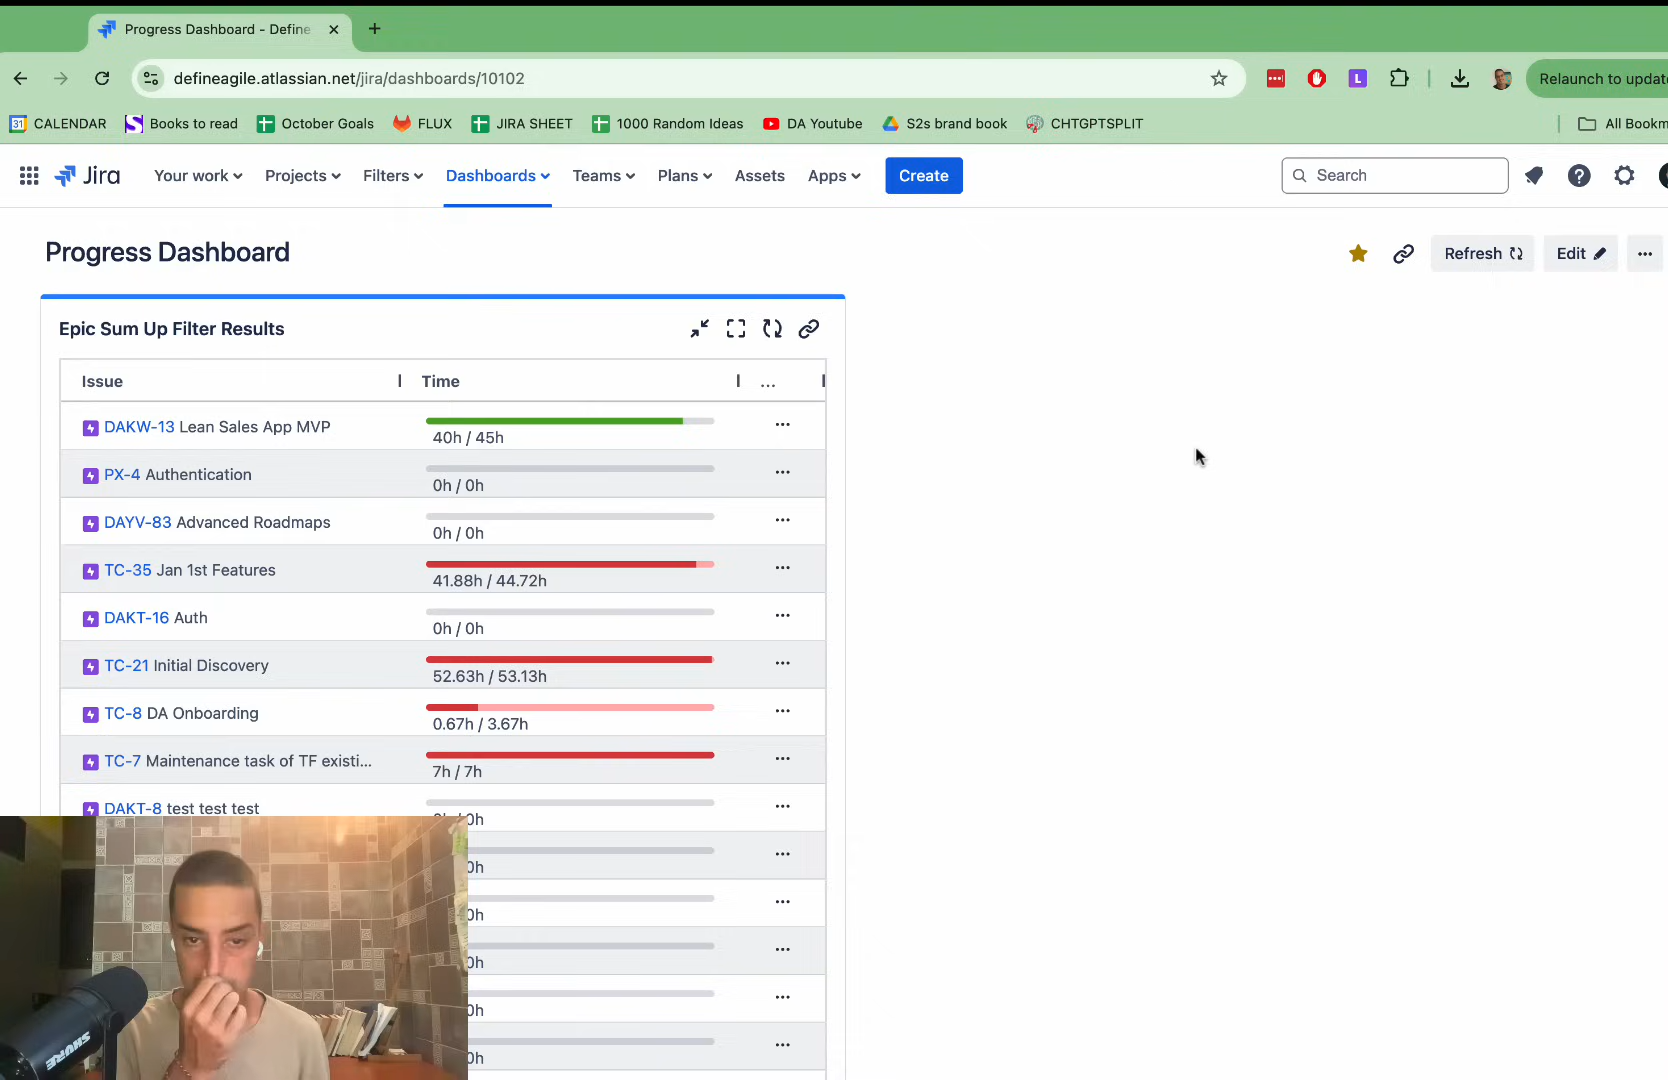 Progress Dashboard - Define
defineagile.atlassian.net/jira/dashboards/10102
Relaunch to update
31 CALENDAR
Books to read
October Goals
FLUX
JIRA SHEET
1000 Random Ideas
DA Youtube
S2s brand book
CHTGPTSPLIT
All Bookm
Jira
Your work
Projects
Filters
Dashboards
Teams
Plans
Assets
Apps
Create
Search
Progress Dashboard
Refresh
Edit
Epic Sum Up Filter Results
Issue
Time
...
DAKW-13 Lean Sales App MVP
40h / 45h
PX-4 Authentication
0h / 0h
DAYV-83 Advanced Roadmaps
0h / 0h
TC-35 Jan 1st Features
41.88h / 44.72h
DAKT-16 Auth
0h / 0h
TC-21 Initial Discovery
52.63h / 53.13h
TC-8 DA Onboarding
0.67h / 3.67h
TC-7 Maintenance task of TF existi...
7h / 7h
DAKT-8 test test test
0h
0h
0h
0h
0h
0h
SHURE